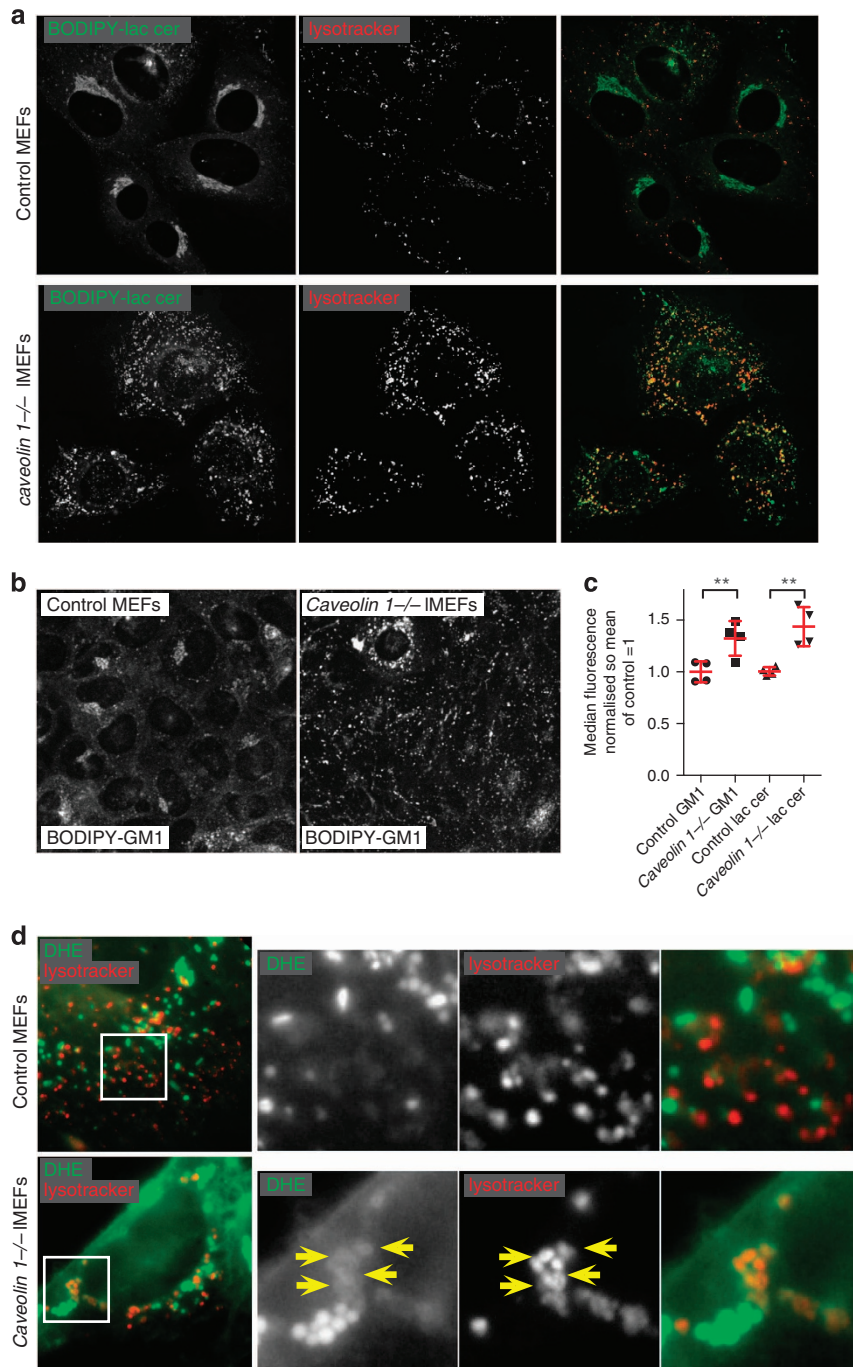 a
BODIPY-lac cer
lysotracker
Control MEFs
BODIPY-lac cer
lysotracker
caveolin 1–/– IMEFs
b
Control MEFs
Caveolin 1–/– IMEFs
BODIPY-GM1
BODIPY-GM1
c
Median fluorescence
normalised so mean
of control =1
**
**
1.5
1.0
0.5
0.0
Control GM1
Caveolin 1–/– GM1
Control lac cer
Caveolin 1–/– lac cer
d
DHE
lysotracker
DHE
lysotracker
Control MEFs
DHE
lysotracker
DHE
lysotracker
Caveolin 1–/– IMEFs